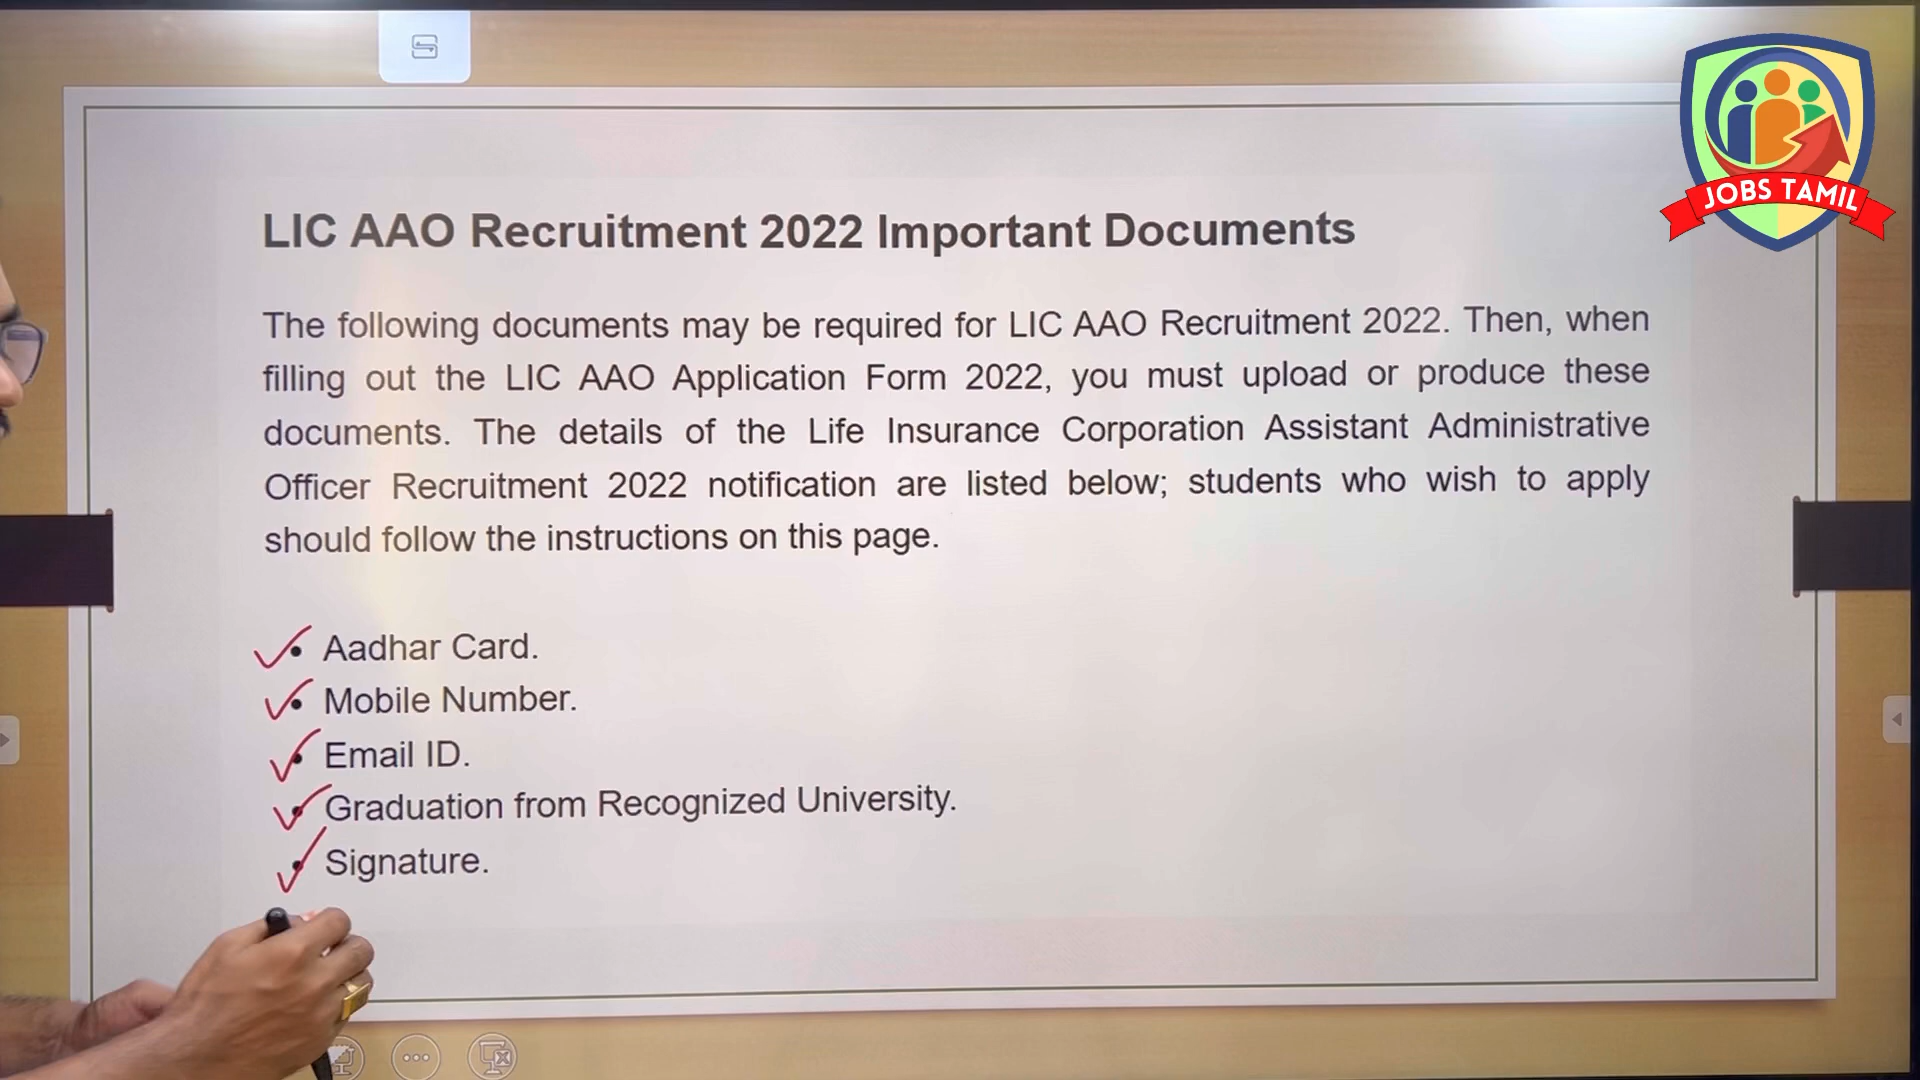 JOBS TAMIL
LIC AAO Recruitment 2022 Important Documents
The following documents may be required for LIC AAO Recruitment 2022. Then, when
filling out the LIC AAO Application Form 2022, you must upload or produce these
documents. The details of the Life Insurance Corporation Assistant Administrative
Officer Recruitment 2022 notification are listed below; students who wish to apply
should follow the instructions on this page.
• Aadhar Card.
• Mobile Number.
• Email ID.
• Graduation from Recognized University.
• Signature.